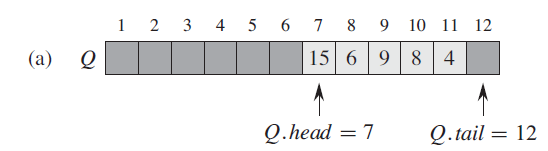 1 2 3 4 5 6 7 8 9 10 11 12
(a) Q 15 6 9 8 4
Q.head = 7 Q.tail = 12